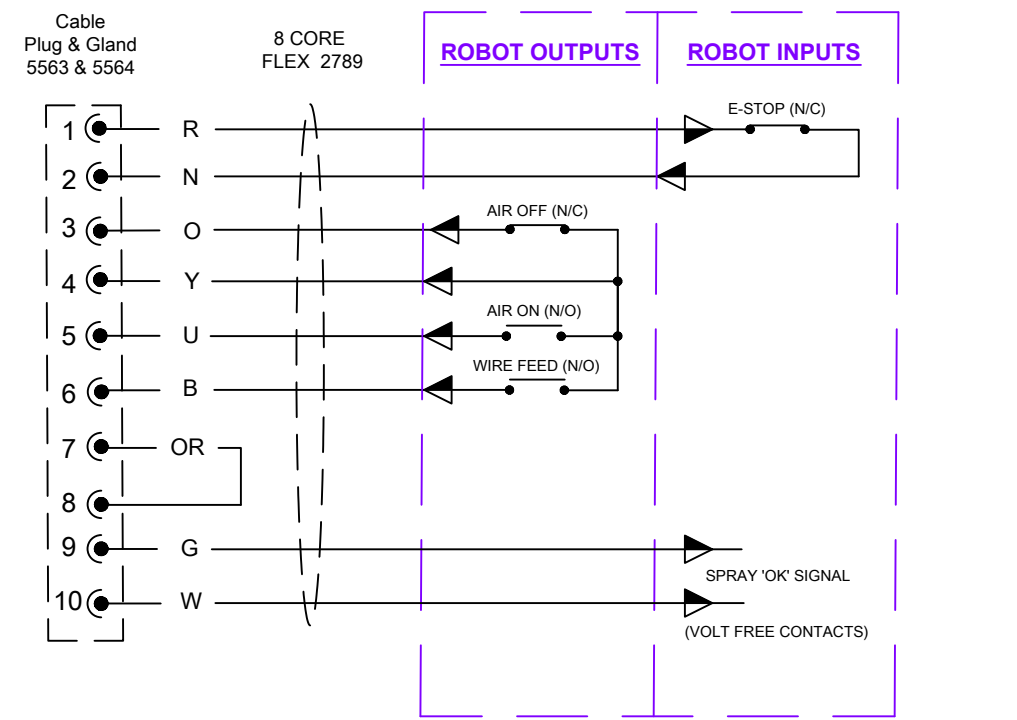 Cable
Plug & Gland
5563 & 5564
8 CORE
FLEX 2789
ROBOT OUTPUTS
ROBOT INPUTS
E-STOP (N/C)
1 R
2 N
AIR OFF (N/C)
3 O
4 Y
AIR ON (N/O)
5 U
WIRE FEED (N/O)
6 B
7 OR
8
9 G
SPRAY 'OK' SIGNAL
10 W
(VOLT FREE CONTACTS)